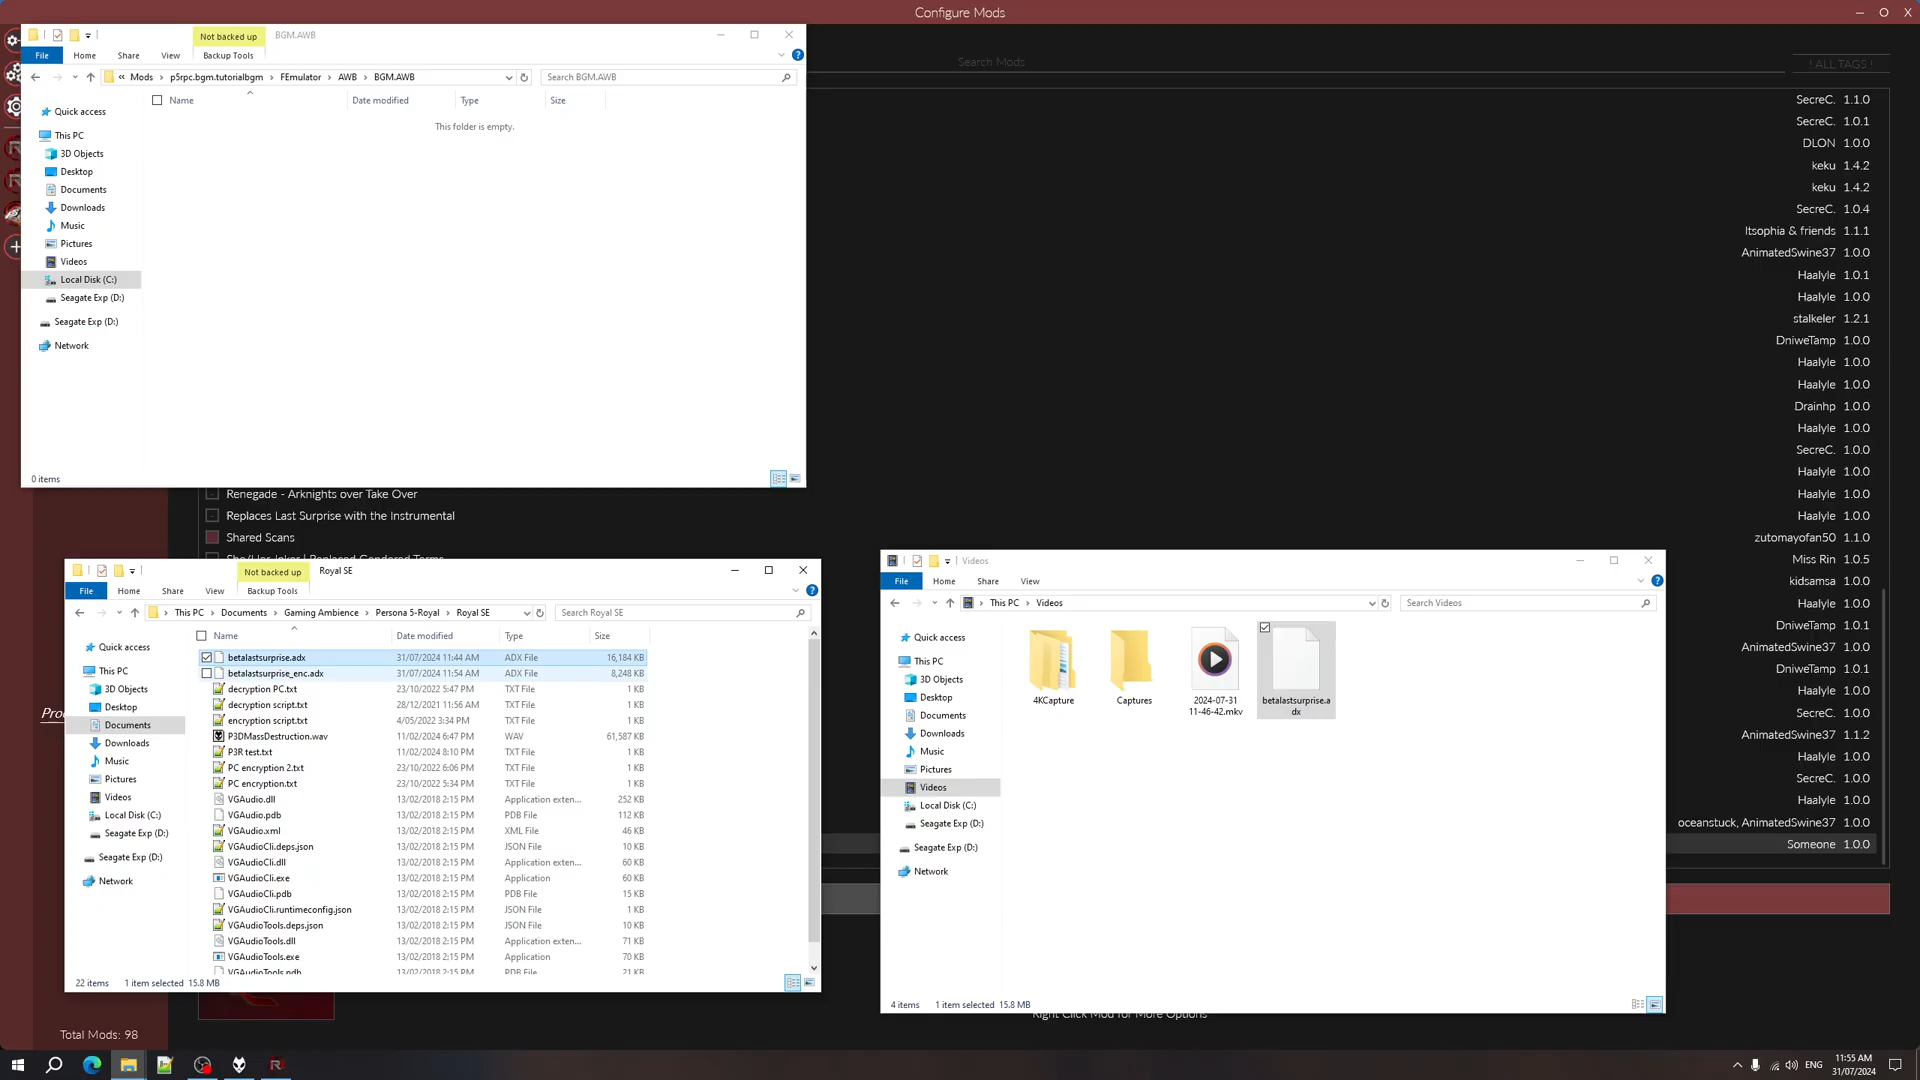 Configure Mods
Not backed up
BGM.AWB
File
Home
Share
View
Backup Tools
« Mods › p5rpc.bgm.tutorialbgm › FEmulator › AWB › BGM.AWB
Search BGM.AWB
Name
Date modified
Type
Size
This folder is empty.
Quick access
This PC
3D Objects
Desktop
Documents
Downloads
Music
Pictures
Videos
Local Disk (C:)
Seagate Exp (D:)
Seagate Exp (D:)
Network
0 items
Search Mods
! ALL TAGS !
SecreC. 1.1.0
SecreC. 1.0.1
DLON 1.0.0
keku 1.4.2
keku 1.4.2
SecreC. 1.0.4
Itsophia & friends 1.1.1
AnimatedSwine37 1.0.0
Haalyle 1.0.1
Haalyle 1.0.0
stalkeler 1.2.1
DniweTamp 1.0.0
Haalyle 1.0.0
Haalyle 1.0.0
Drainhp 1.0.0
Haalyle 1.0.0
SecreC. 1.0.0
Haalyle 1.0.0
Renegade - Arknights over Take Over
Haalyle 1.0.0
Replaces Last Surprise with the Instrumental
Haalyle 1.0.0
Shared Scans
zutomayofan50 1.1.0
She/Her Joker | Replaced Gendered Terms
Miss Rin 1.0.5
kidsamsa 1.0.0
Haalyle 1.0.0
DniweTamp 1.0.1
AnimatedSwine37 1.0.0
DniweTamp 1.0.1
Haalyle 1.0.0
SecreC. 1.0.0
AnimatedSwine37 1.1.2
Haalyle 1.0.0
SecreC. 1.0.0
Haalyle 1.0.0
oceanstuck, AnimatedSwine37 1.0.0
Someone 1.0.0
Not backed up
Royal SE
File
Home
Share
View
Backup Tools
› This PC › Documents › Gaming Ambience › Persona 5-Royal › Royal SE
Search Royal SE
Quick access
This PC
3D Objects
Desktop
Documents
Downloads
Music
Pictures
Videos
Local Disk (C:)
Seagate Exp (D:)
Seagate Exp (D:)
Network
Name Date modified Type Size
betalastsurprise.adx 31/07/2024 11:44 AM ADX File 16,184 KB
betalastsurprise_enc.adx 31/07/2024 11:54 AM ADX File 8,248 KB
decryption PC.txt 23/10/2022 5:47 PM TXT File 1 KB
decryption script.txt 28/12/2021 11:56 AM TXT File 1 KB
encryption script.txt 4/05/2022 3:34 PM TXT File 1 KB
P3DMassDestruction.wav 11/02/2024 6:47 PM WAV 61,587 KB
P3R test.txt 11/02/2024 8:10 PM TXT File 1 KB
PC encryption 2.txt 23/10/2022 6:06 PM TXT File 1 KB
PC encryption.txt 23/10/2022 5:34 PM TXT File 1 KB
VGAudio.dll 13/02/2018 2:15 PM Application exten... 252 KB
VGAudio.pdb 13/02/2018 2:15 PM PDB File 112 KB
VGAudio.xml 13/02/2018 2:15 PM XML File 46 KB
VGAudioCli.deps.json 13/02/2018 2:15 PM JSON File 10 KB
VGAudioCli.dll 13/02/2018 2:15 PM Application exten... 60 KB
VGAudioCli.exe 13/02/2018 2:15 PM Application 60 KB
VGAudioCli.pdb 13/02/2018 2:15 PM PDB File 15 KB
VGAudioCli.runtimeconfig.json 13/02/2018 2:15 PM JSON File 1 KB
VGAudioTools.deps.json 13/02/2018 2:15 PM JSON File 10 KB
VGAudioTools.dll 13/02/2018 2:15 PM Application exten... 71 KB
VGAudioTools.exe 13/02/2018 2:15 PM Application 70 KB
VGAudioTools.pdb 13/02/2018 2:15 PM PDB File 21 KB
22 items 1 item selected 15.8 MB
Videos
File
Home
Share
View
› This PC › Videos
Search Videos
Quick access
This PC
3D Objects
Desktop
Documents
Downloads
Music
Pictures
Videos
Local Disk (C:)
Seagate Exp (D:)
Seagate Exp (D:)
Network
4KCapture
Captures
2024-07-31
11-46-42.mkv
betalastsurprise.a
dx
4 items 1 item selected 15.8 MB
Right Click Mod for More Options
Total Mods: 98
ENG
11:55 AM
31/07/2024